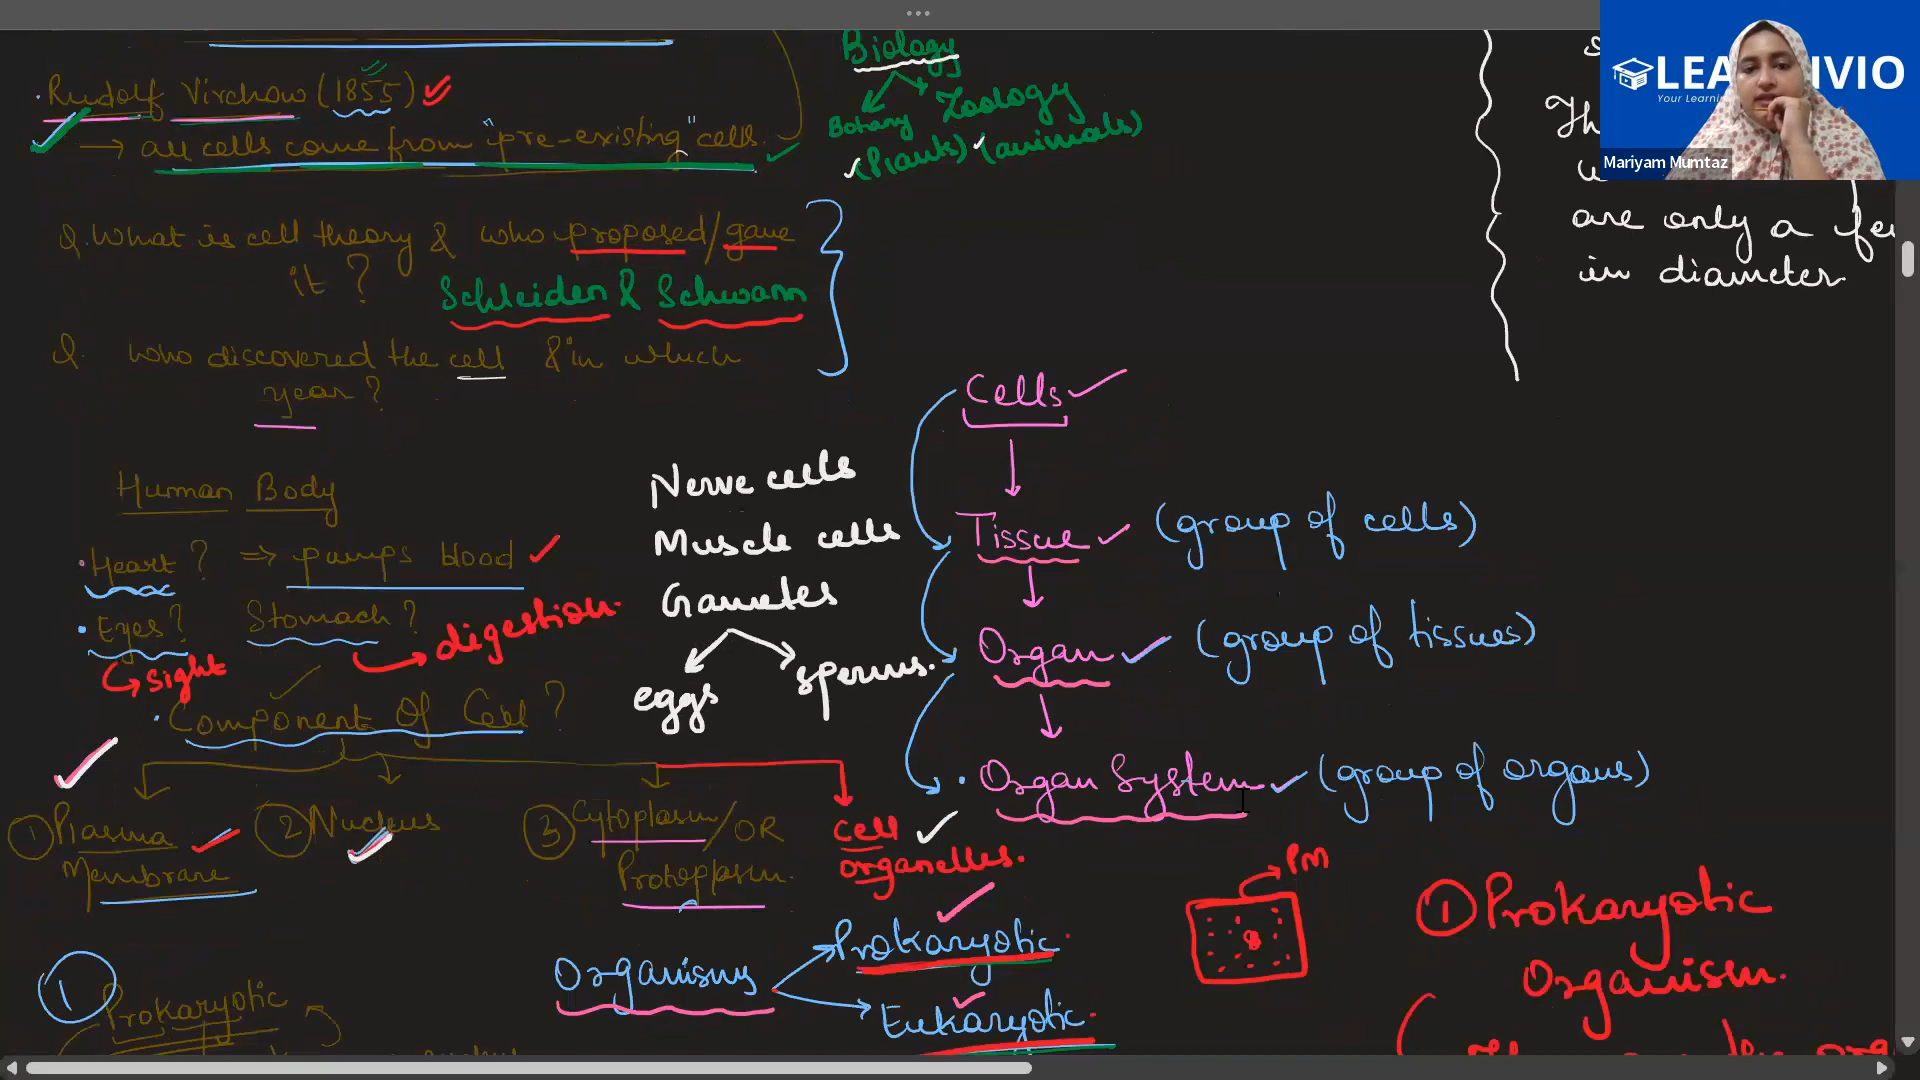 Biology
Botany Zoology
(Plants) (animals)
· Rudolf Virchow (1855)
→ all cells come from "pre-existing" cells.
Q. What is cell theory & who proposed/gave
it?
Schleiden & Schwann
Q. who discovered the cell & in which
year?
Human Body
· Heart? ⇒ pumps blood
· Eyes? Stomach?
sight
digestion.
· Component Of Cell?
① Plasma
Membrane
② Nucleus
③ Cytoplasm/OR
Protoplasm.
cell
organelles.
Nerve cells
Muscle cells
Gametes
eggs sperms.
Cells
Tissue (group of cells)
Organ (group of tissues)
· Organ System (group of organs)
Organisms
Prokaryotic.
Eukaryotic.
PM
① Prokaryotic
Organism.
①
Prokaryotic
are only a few
in diameter
LEA IVIO
Your Learn
Mariyam Mumtaz